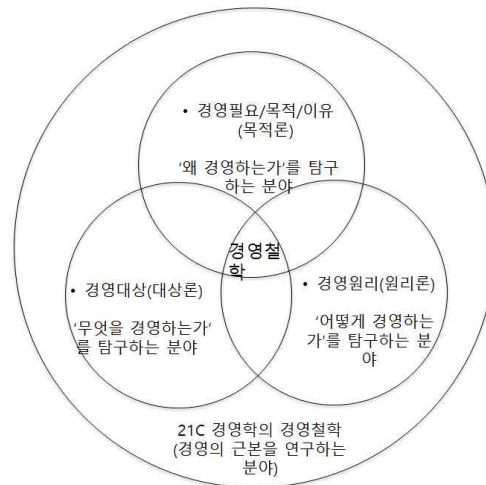 • 경영필요/목적/이유
(목적론)
'왜 경영하는가'를 탐구
하는 분야
경영철
학
• 경영대상(대상론)
'무엇을 경영하는가'
를 탐구하는 분야
• 경영원리(원리론)
'어떻게 경영하는
가'를 탐구하는 분
야
21C 경영학의 경영철학
(경영의 근본을 연구하는
분야)